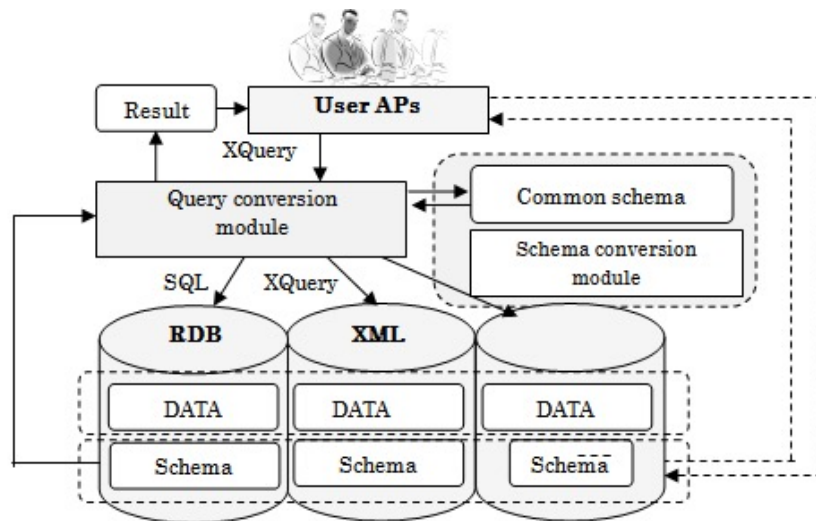 Result
User APs
XQuery
Query conversion
module
Common schema
Schema conversion
module
SQL
XQuery
RDB
XML
DATA
DATA
DATA
Schema
Schema
Schema